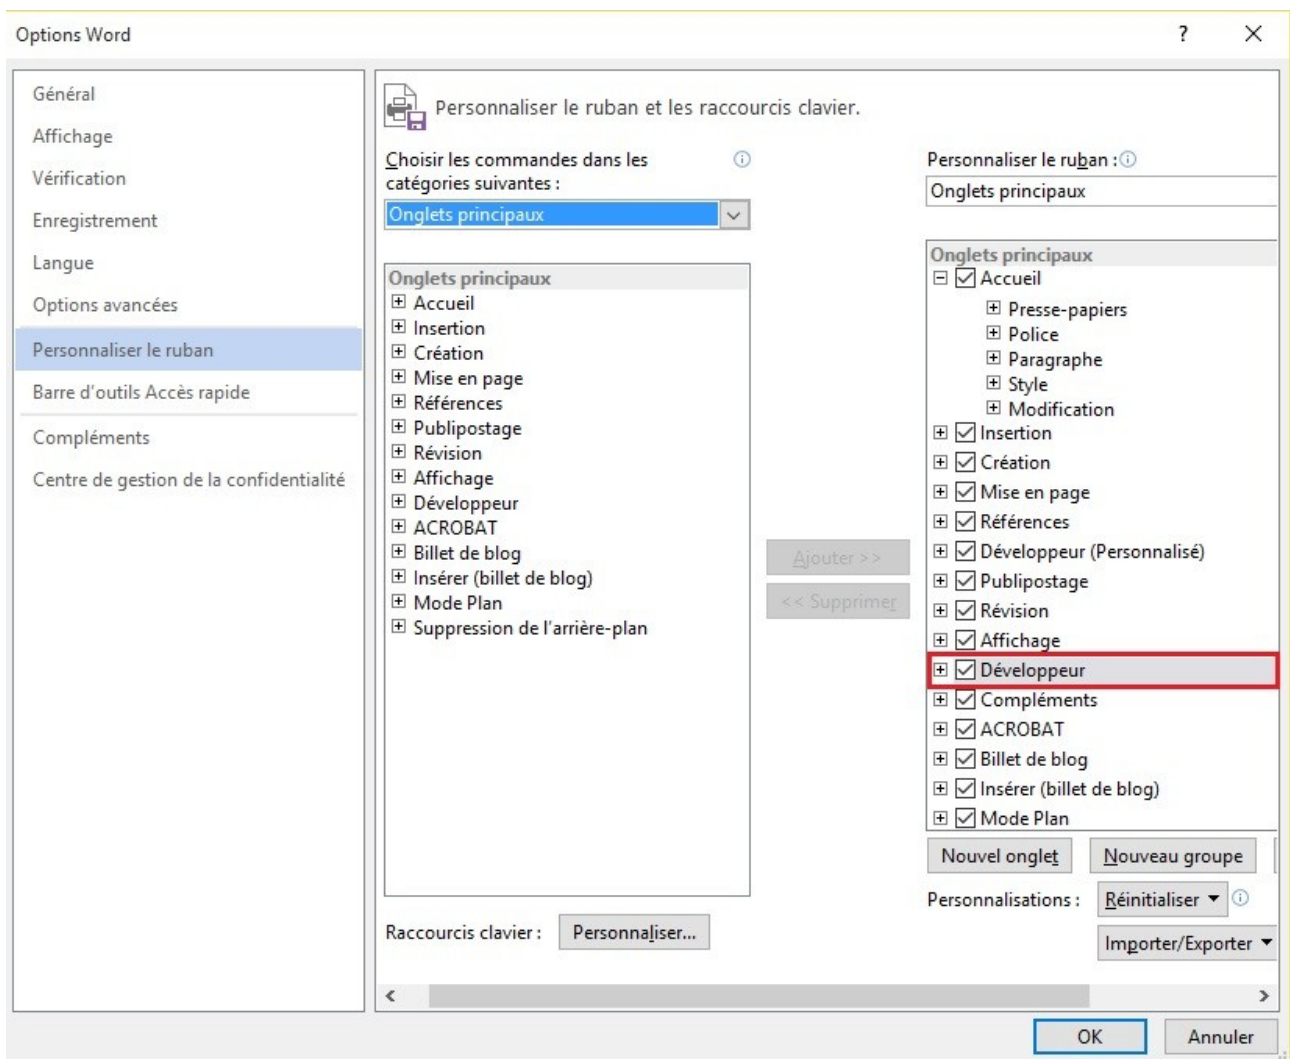 Options Word
?
Général
Affichage
Vérification
Enregistrement
Langue
Options avancées
Personnaliser le ruban
Barre d'outils Accès rapide
Compléments
Centre de gestion de la confidentialité
Personnaliser le ruban et les raccourcis clavier.
Choisir les commandes dans les
catégories suivantes :
Onglets principaux
Onglets principaux
Accueil
Insertion
Création
Mise en page
Références
Publipostage
Révision
Affichage
Développeur
ACROBAT
Billet de blog
Insérer (billet de blog)
Mode Plan
Suppression de l'arrière-plan
Raccourcis clavier :
Personnaliser...
Ajouter >>
<< Supprimer
Personnaliser le ruban :
Onglets principaux
Onglets principaux
Accueil
Presse-papiers
Police
Paragraphe
Style
Modification
Insertion
Création
Mise en page
Références
Développeur (Personnalisé)
Publipostage
Révision
Affichage
Développeur
Compléments
ACROBAT
Billet de blog
Insérer (billet de blog)
Mode Plan
Nouvel onglet
Nouveau groupe
Personnalisations :
Réinitialiser
Importer/Exporter
OK
Annuler